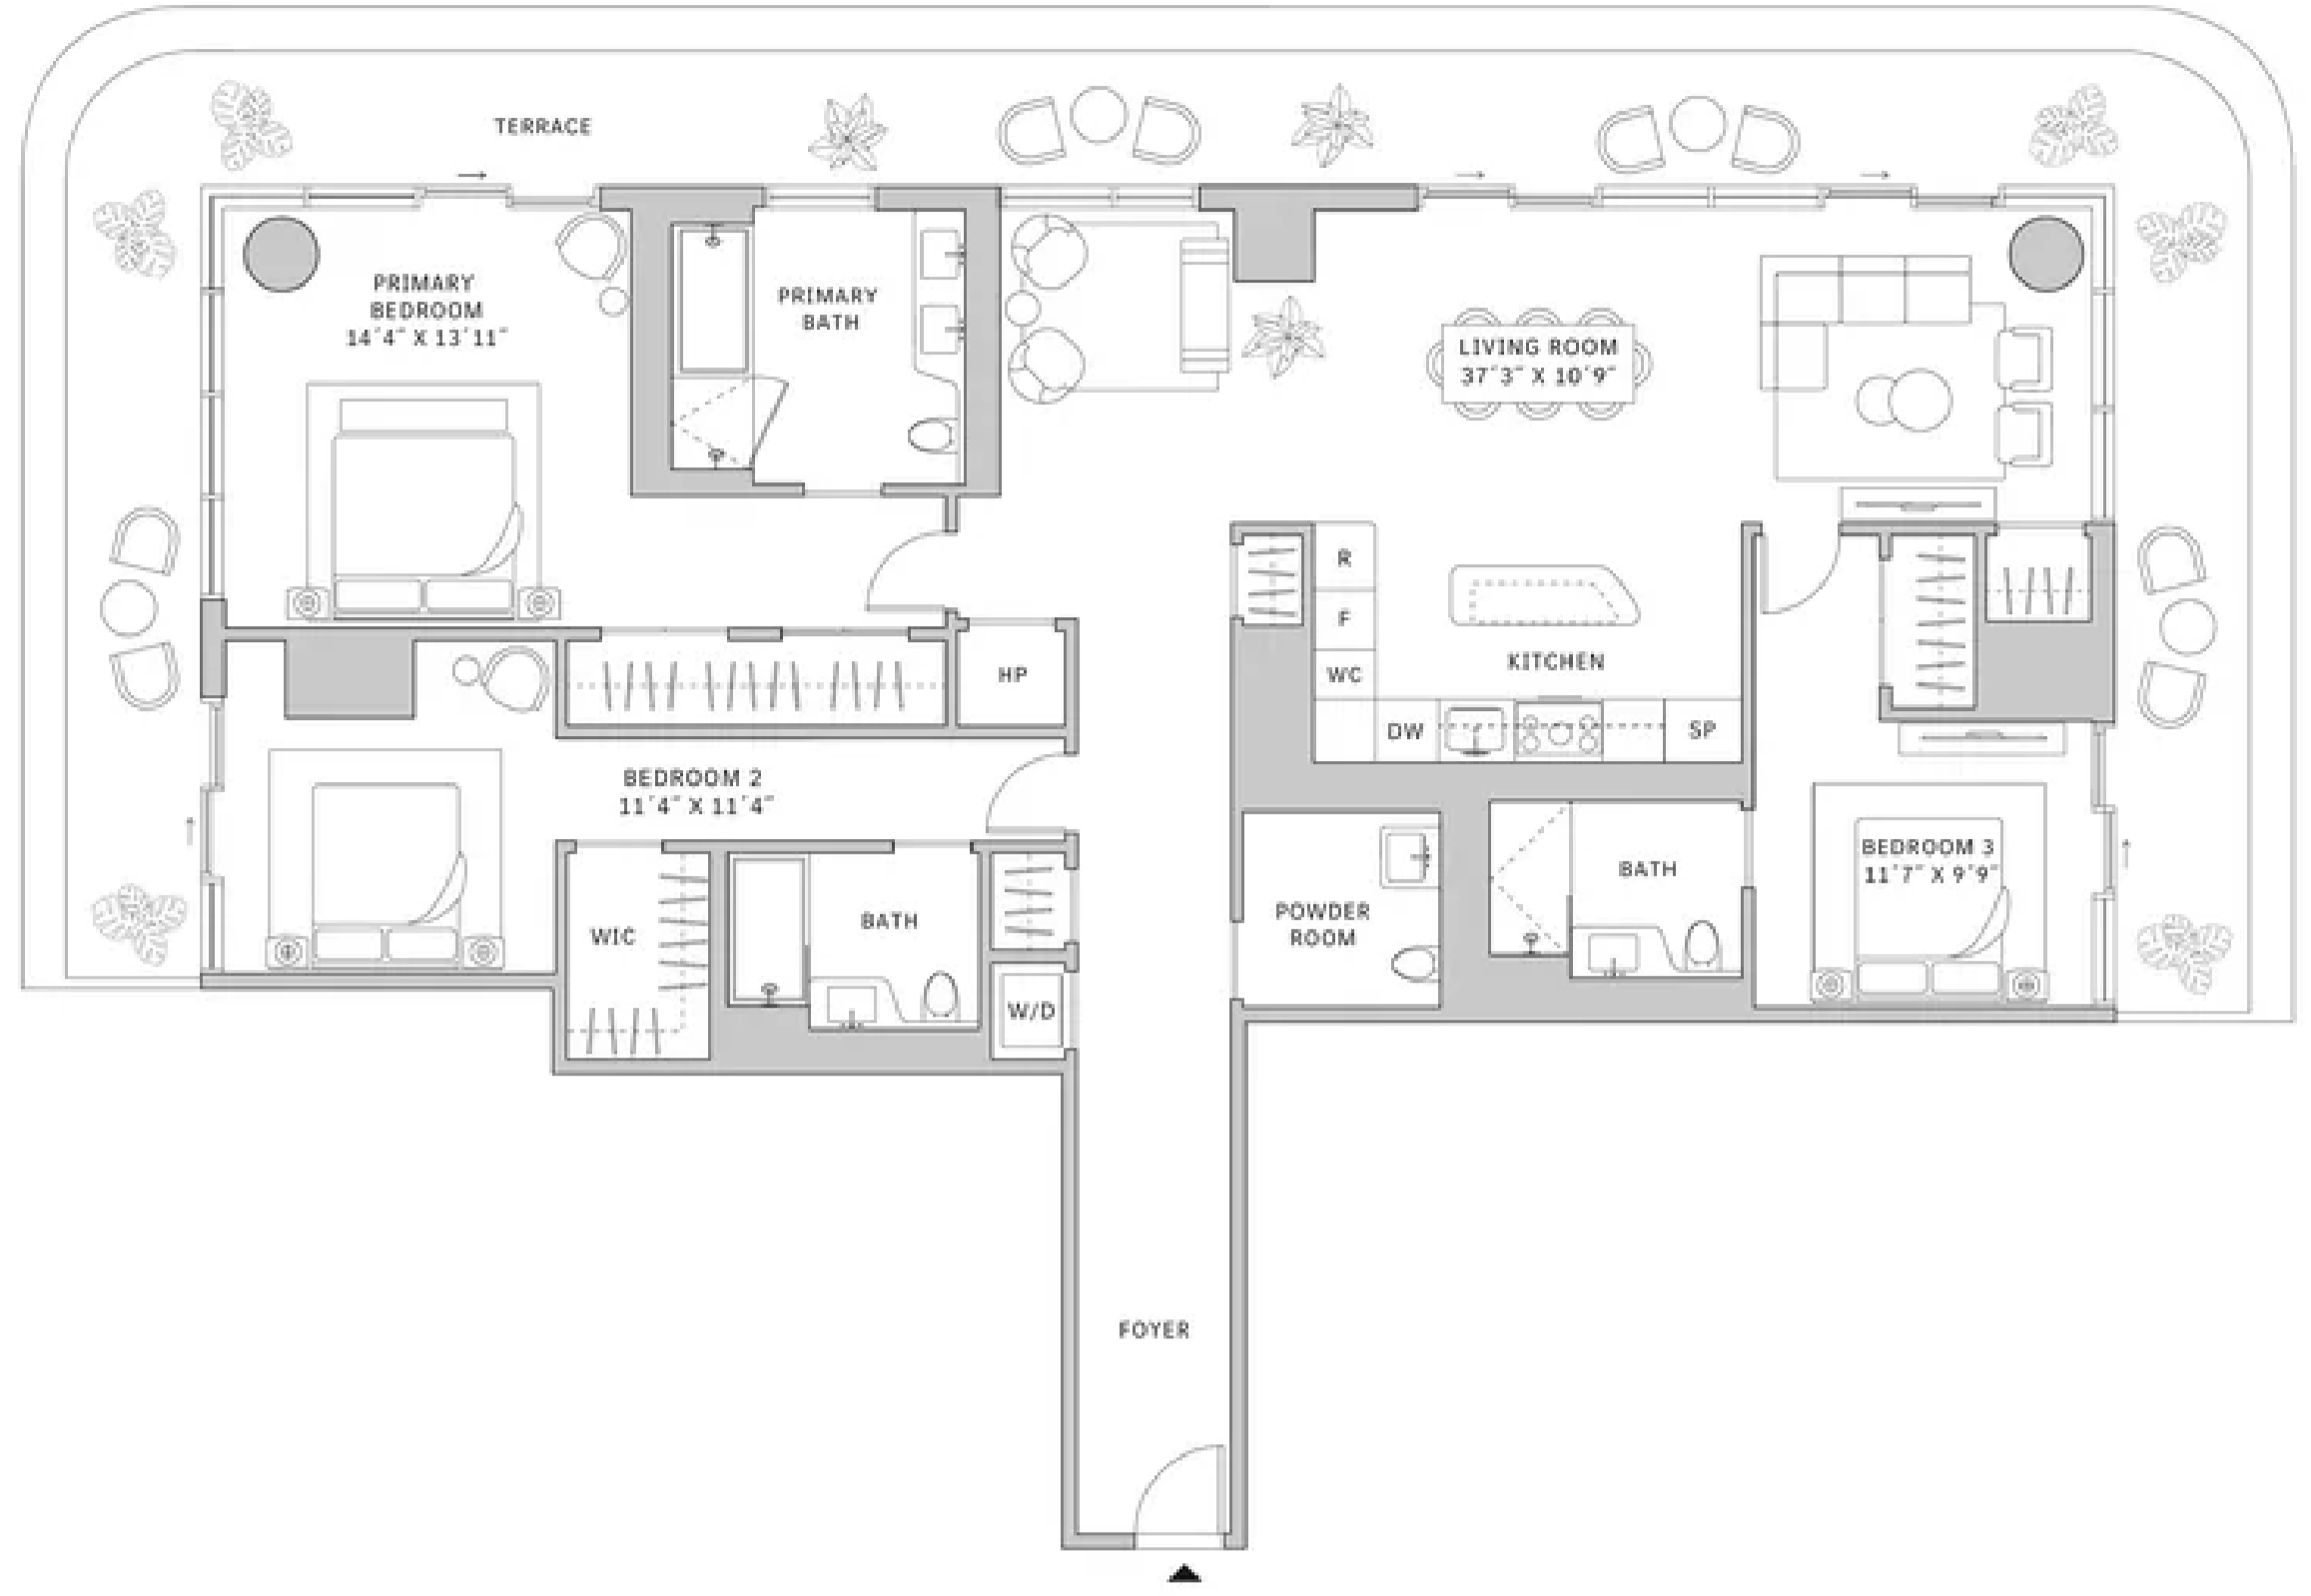 TERRACE
PRIMARY
BEDROOM
14´4˝ X 13´11˝
PRIMARY
BATH
LIVING ROOM
37´3˝ X 10´9˝
R
F
WC
KITCHEN
DW
SP
HP
BEDROOM 2
11´4˝ X 11´4˝
WIC
BATH
W/D
POWDER
ROOM
BATH
BEDROOM 3
11´7˝ X 9´9˝
FOYER